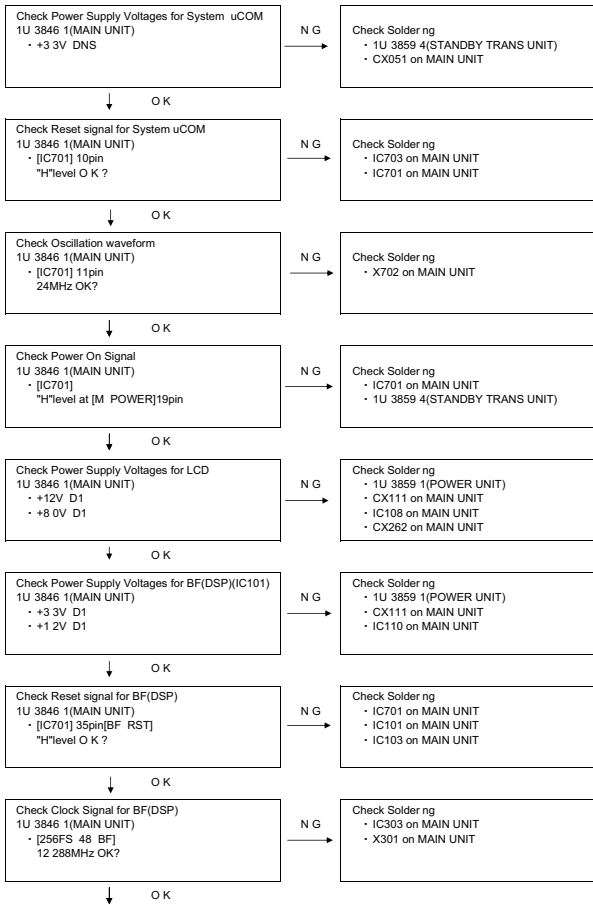 Check Power Supply Voltages for System uCOM
1U 3846 1(MAIN UNIT)
・ +3 3V DNS
N G
Check Solder ng
・ 1U 3859 4(STANDBY TRANS UNIT)
・ CX051 on MAIN UNIT
O K
Check Reset signal for System uCOM
1U 3846 1(MAIN UNIT)
・ [IC701] 10pin
"H"level O K ?
N G
Check Solder ng
・ IC703 on MAIN UNIT
・ IC701 on MAIN UNIT
O K
Check Oscillation waveform
1U 3846 1(MAIN UNIT)
・ [IC701] 11pin
24MHz OK?
N G
Check Solder ng
・ X702 on MAIN UNIT
O K
Check Power On Signal
1U 3846 1(MAIN UNIT)
・ [IC701]
"H"level at [M POWER]19pin
N G
Check Solder ng
・ IC701 on MAIN UNIT
・ 1U 3859 4(STANDBY TRANS UNIT)
O K
Check Power Supply Voltages for LCD
1U 3846 1(MAIN UNIT)
・ +12V D1
・ +8 0V D1
N G
Check Solder ng
・ 1U 3859 1(POWER UNIT)
・ CX111 on MAIN UNIT
・ IC108 on MAIN UNIT
・ CX262 on MAIN UNIT
O K
Check Power Supply Voltages for BF(DSP)(IC101)
1U 3846 1(MAIN UNIT)
・ +3 3V D1
・ +1 2V D1
N G
Check Solder ng
・ 1U 3859 1(POWER UNIT)
・ CX111 on MAIN UNIT
・ IC110 on MAIN UNIT
O K
Check Reset signal for BF(DSP)
1U 3846 1(MAIN UNIT)
・ [IC701] 35pin[BF RST]
"H"level O K ?
N G
Check Solder ng
・ IC701 on MAIN UNIT
・ IC101 on MAIN UNIT
・ IC103 on MAIN UNIT
O K
Check Clock Signal for BF(DSP)
1U 3846 1(MAIN UNIT)
・ [256FS 48 BF]
12 288MHz OK?
N G
Check Solder ng
・ IC303 on MAIN UNIT
・ X301 on MAIN UNIT
O K